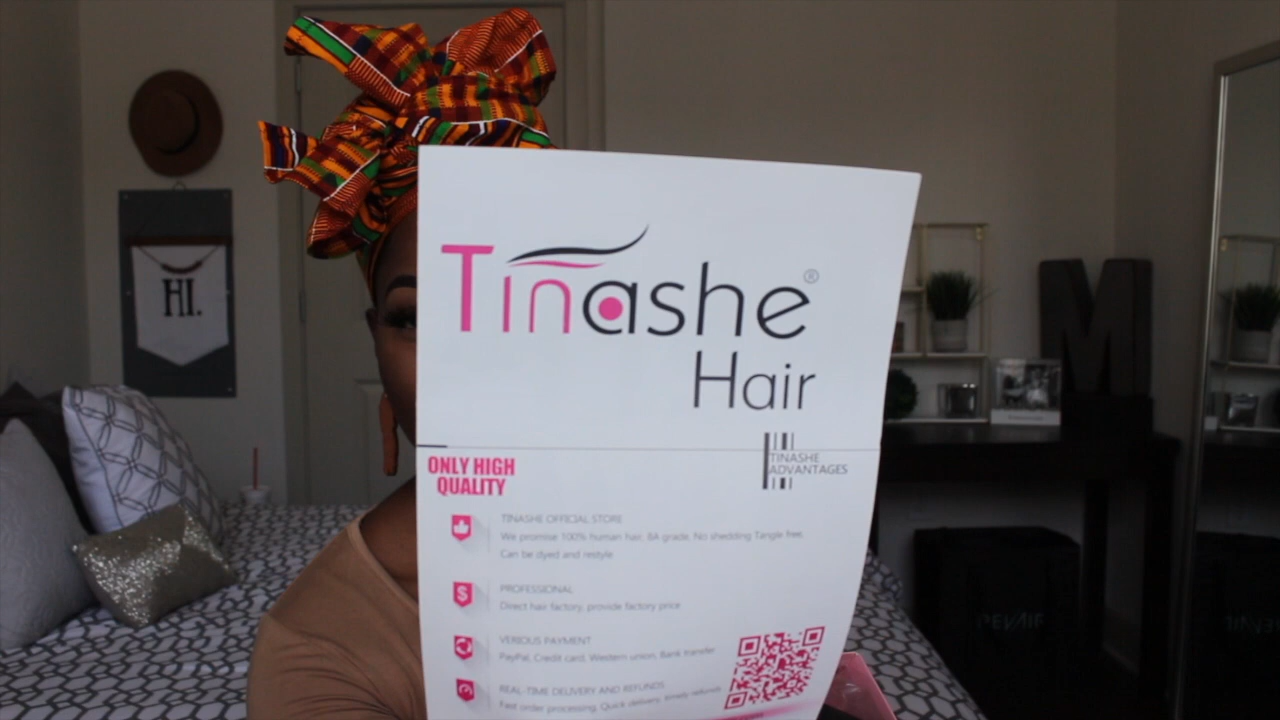 HI.
Tinashe®
Hair
M
ONLY HIGH
QUALITY
TINASHE
ADVANTAGES
TINASHE OFFICIAL STORE
We promise 100% human hair, 8A grade, No shedding Tangle free,
Can be dyed and restyle
PROFESSIONAL
Direct hair factory, provide factory price
VERIOUS PAYMENT
PayPal, Credit card, Western union, Bank transfer
REAL-TIME DELIVERY AND REFUNDS
Fast order processing, Quick delivery, timely refunds